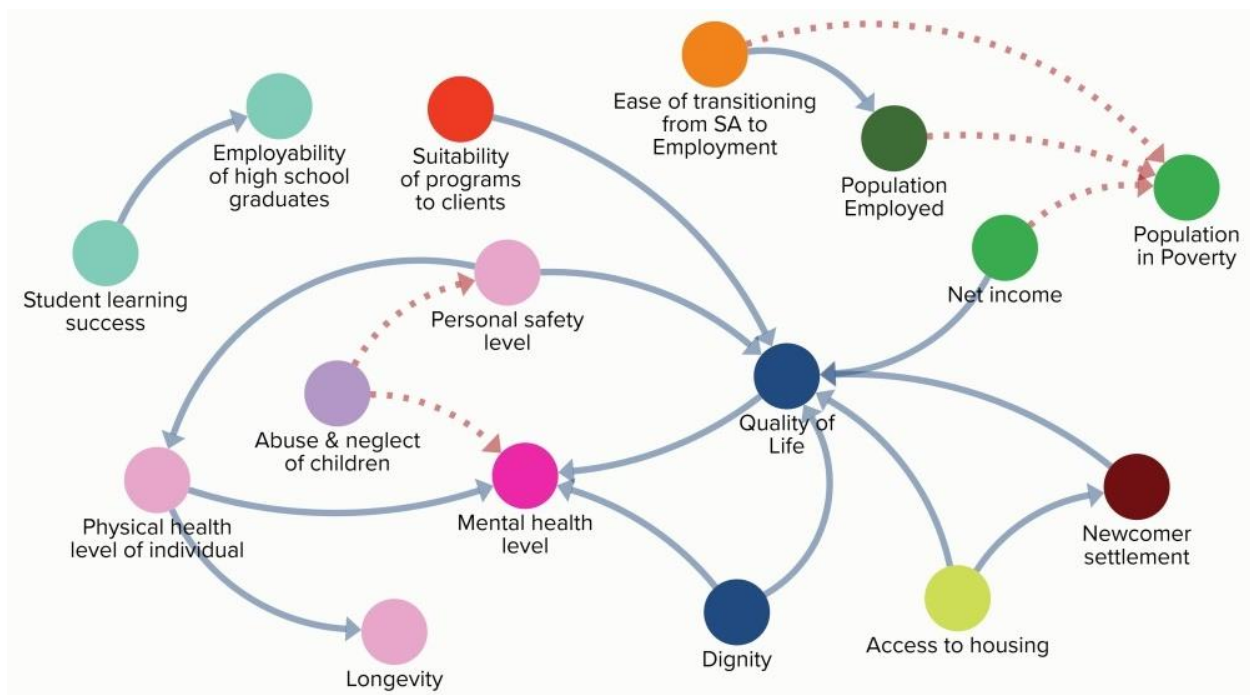 Ease of transitioning
from SA to
Employment
Employability
of high school
graduates
Suitability
of programs
to clients
Population
Employed
Population
in Poverty
Student learning
success
Personal safety
level
Net income
Abuse & neglect
of children
Quality of
Life
Physical health
level of individual
Mental health
level
Newcomer
settlement
Dignity
Access to housing
Longevity